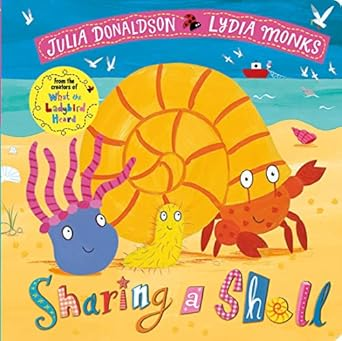 JULIA DONALDSON LYDIA MONKS
from the
creators of
What the
Ladybird
Heard
Sharing a Shell